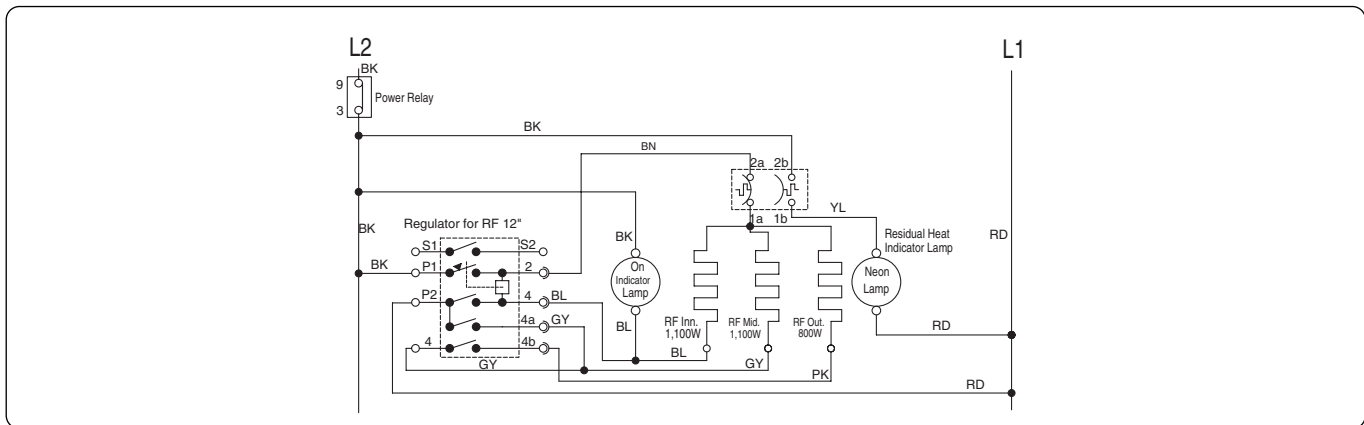 L2
L1
BK
9
Power Relay
3
BK
BN
2a 2b
1a 1b
YL
Regulator for RF 12"
Residual Heat
Indicator Lamp
BK
BK
RD
S1
S2
BK
P1
2
On
Indicator
Lamp
Neon
Lamp
P2
4
BL
4a
GY
BL
RF Inn.
1,100W
RF Mid.
1,100W
RF Out.
800W
RD
4
4b
BL
GY
GY
PK
RD